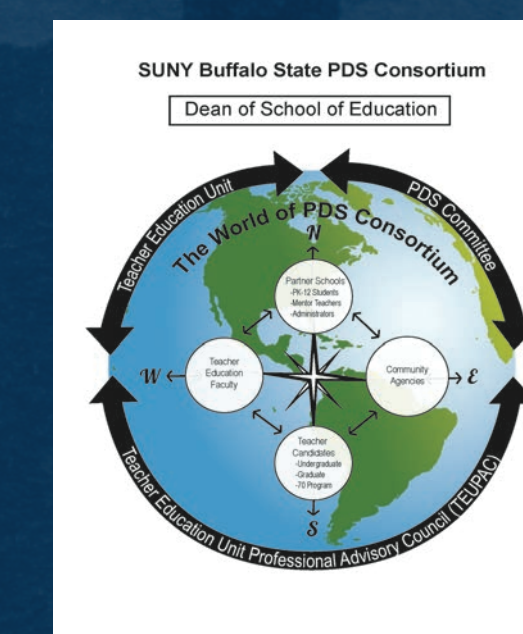 SUNY Buffalo State PDS Consortium
Dean of School of Education
Teacher Education Unit
PDS Committee
The World of PDS Consortium
N
Partner Schools
-PK-12 Students
-Mentor Teachers
-Administrators
W
Teacher
Education
Faculty
Community
Agencies
E
Teacher
Candidates
-Undergraduate
-Graduate
-70 Program
S
Teacher Education Unit Professional Advisory Council (TEUPAC)